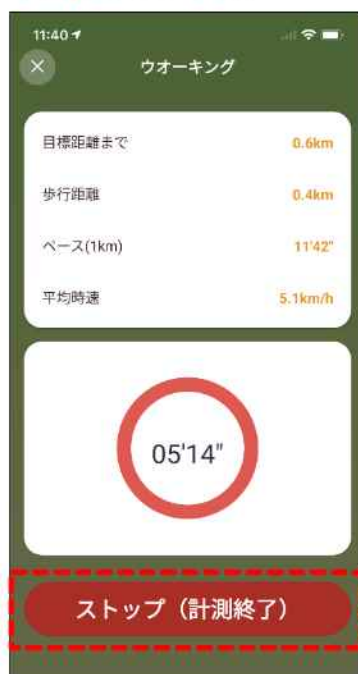 11:40
ウオーキング
目標距離まで 0.6km
歩行距離 0.4km
ペース(1km) 11'42"
平均時速 5.1km/h
05'14"
ストップ（計測終了）